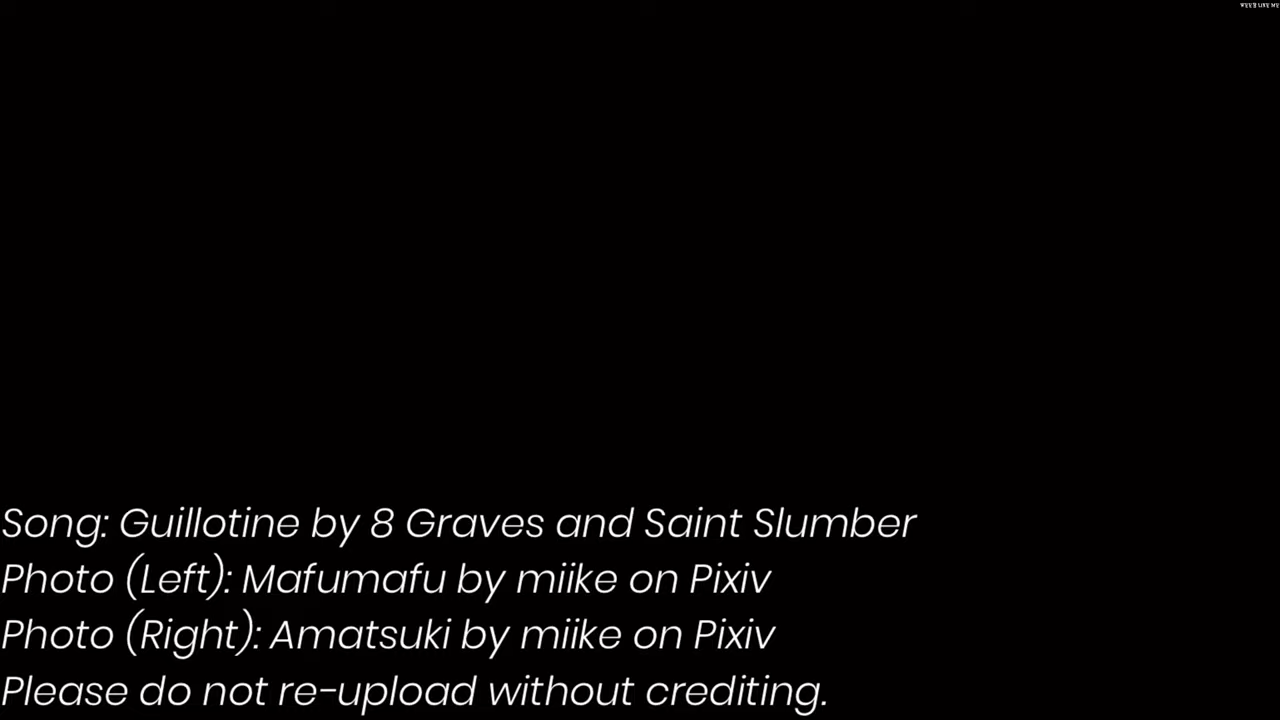 Song: Guillotine by 8 Graves and Saint Slumber
Photo (Left): Mafumafu by miike on Pixiv
Photo (Right): Amatsuki by miike on Pixiv
Please do not re-upload without crediting.